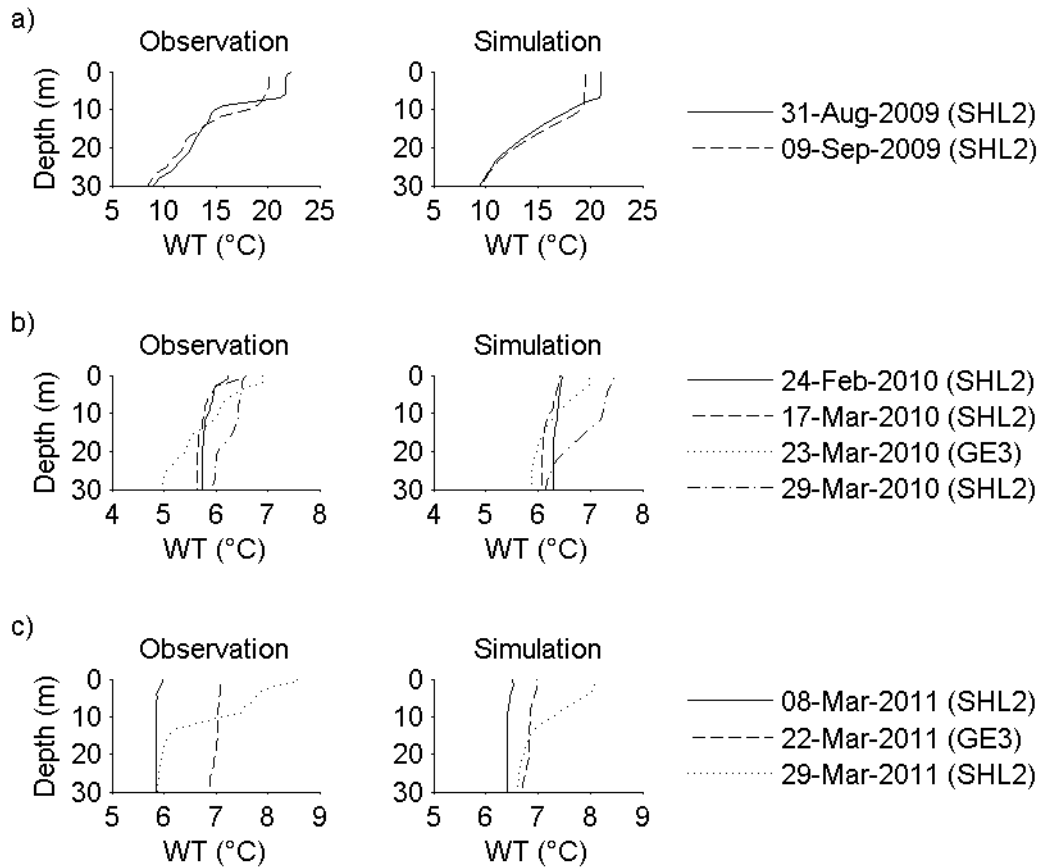 a)
Observation
Simulation
Depth (m)
0
10
20
30
5 10 15 20 25
WT (°C)
0
10
20
30
5 10 15 20 25
WT (°C)
31-Aug-2009 (SHL2)
09-Sep-2009 (SHL2)
b)
Observation
Simulation
Depth (m)
0
10
20
30
4 5 6 7 8
WT (°C)
0
10
20
30
4 5 6 7 8
WT (°C)
24-Feb-2010 (SHL2)
17-Mar-2010 (SHL2)
23-Mar-2010 (GE3)
29-Mar-2010 (SHL2)
c)
Observation
Simulation
Depth (m)
0
10
20
30
5 6 7 8 9
WT (°C)
0
10
20
30
5 6 7 8 9
WT (°C)
08-Mar-2011 (SHL2)
22-Mar-2011 (GE3)
29-Mar-2011 (SHL2)